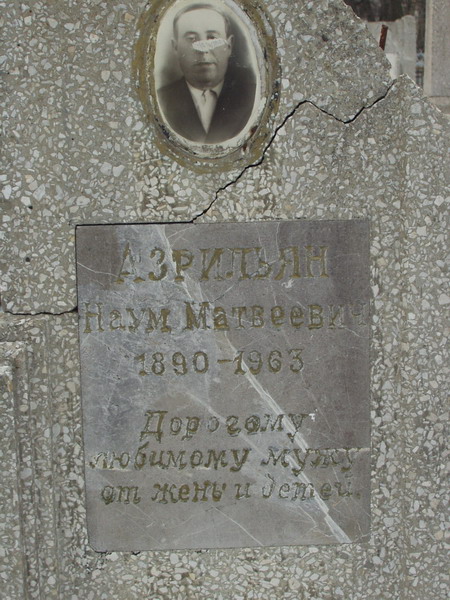 АЗРИЛЬЯН
Наум Матвеевич
1890-1963
Дорогому
любимому мужу
от жены и детей.